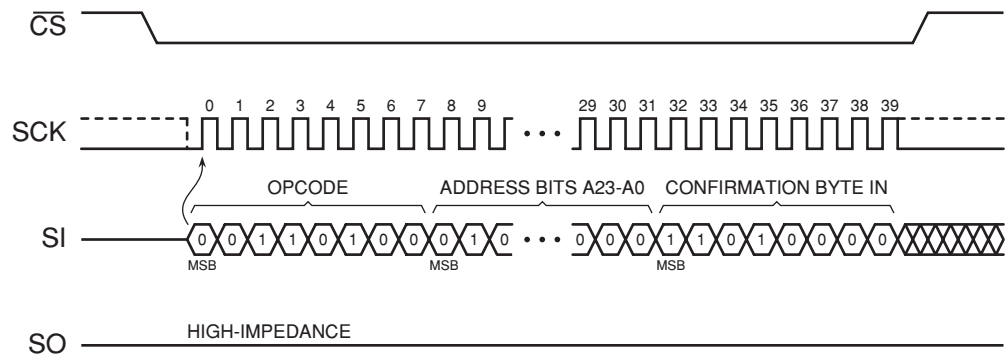 CS
0 1 2 3 4 5 6 7 8 9 29 30 31 32 33 34 35 36 37 38 39
SCK • • •
OPCODE ADDRESS BITS A23-A0 CONFIRMATION BYTE IN
SI 0 0 1 1 0 1 0 0 0 1 0 • • • 0 0 0 1 1 0 1 0 0 0 0
MSB MSB MSB
HIGH-IMPEDANCE
SO